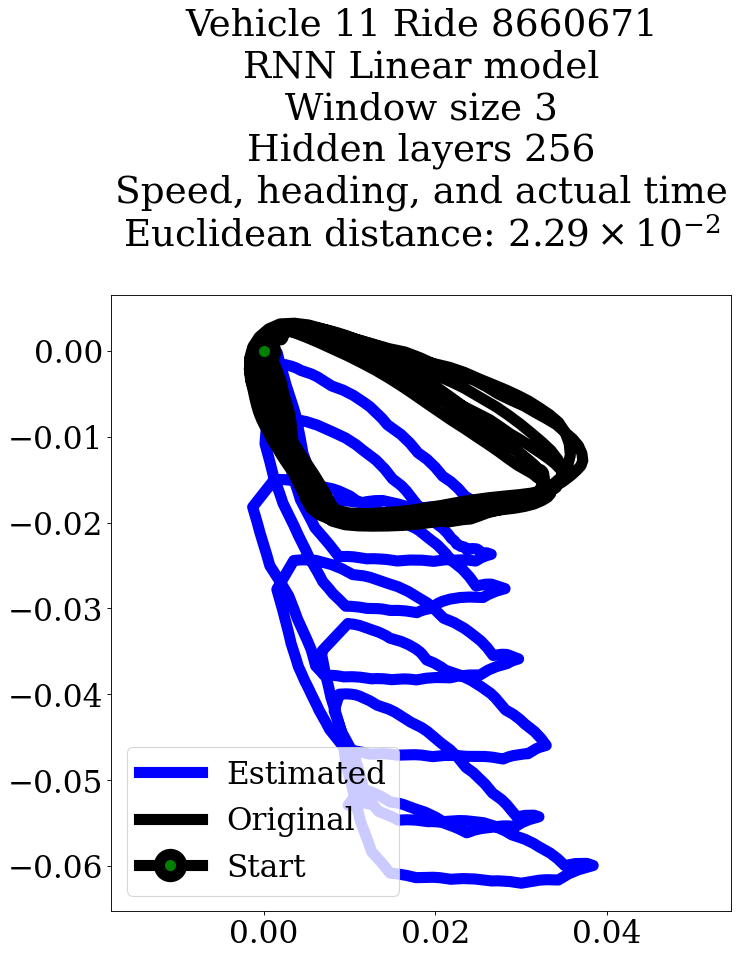 Vehicle 11 Ride 8660671
RNN Linear model
Window size 3
Hidden layers 256
Speed, heading, and actual time
Euclidean distance: 2.29 × 10⁻²
0.00
−0.01
−0.02
−0.03
−0.04
−0.05
−0.06
Estimated
Original
Start
0.00 0.02 0.04